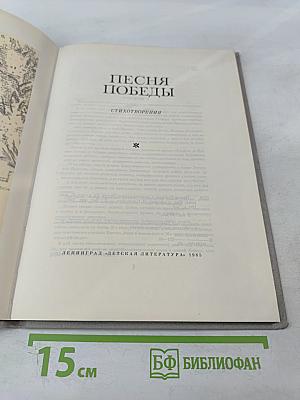 ПЕСНЯ
ПОБЕДЫ
СТИХОТВОРЕНИЯ
ЛЕНИНГРАД «ДЕТСКАЯ ЛИТЕРАТУРА» 1985
15 см
БФ БИБЛИОФАН